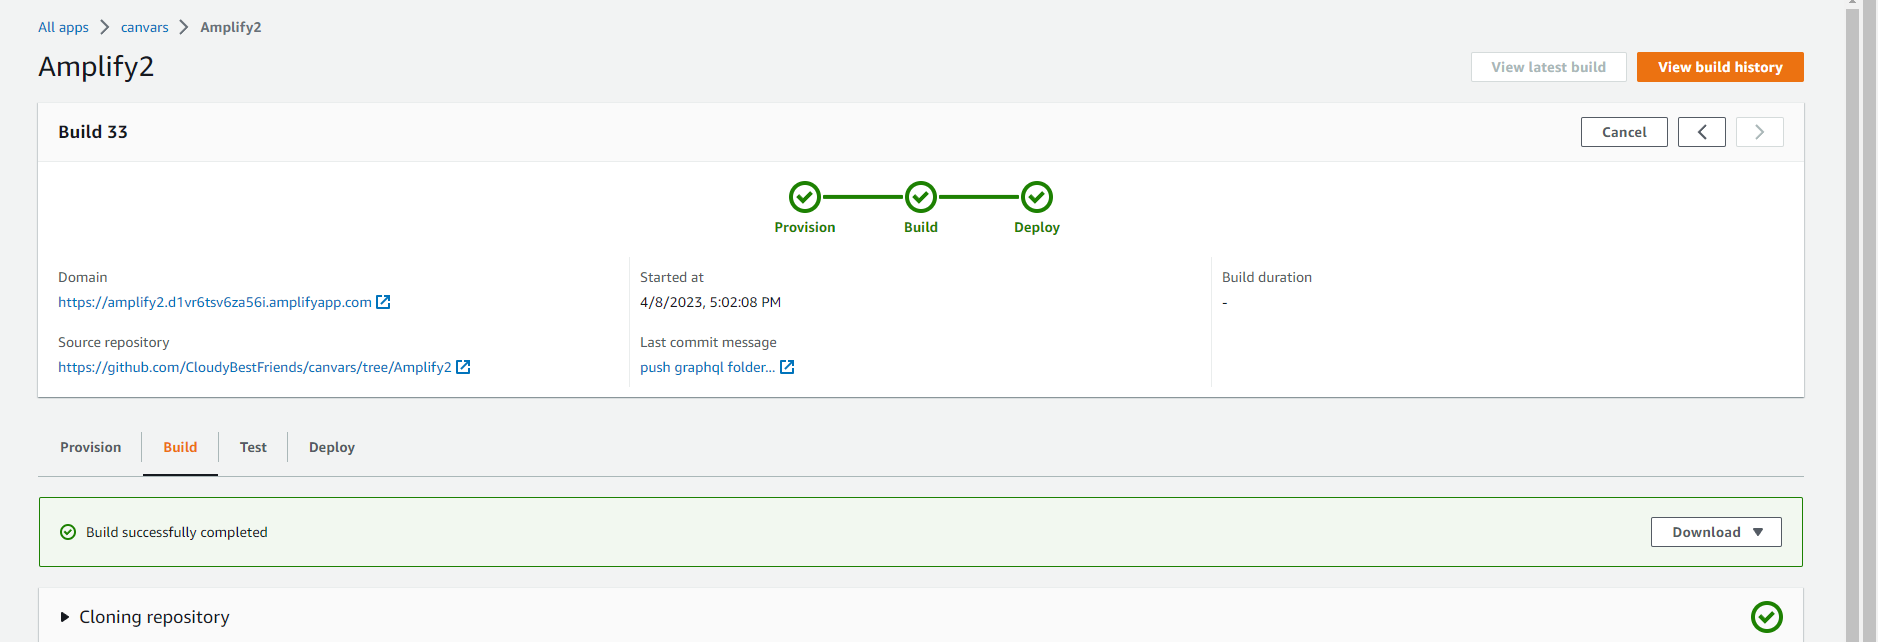 All apps > canvars > Amplify2
Amplify2
View latest build
View build history
Build 33
Cancel
Provision
Build
Deploy
Domain
https://amplify2.d1vr6tsv6za56i.amplifyapp.com
Source repository
https://github.com/CloudyBestFriends/canvars/tree/Amplify2
Started at
4/8/2023, 5:02:08 PM
Last commit message
push graphql folder...
Build duration
-
Provision
Build
Test
Deploy
Build successfully completed
Download
Cloning repository